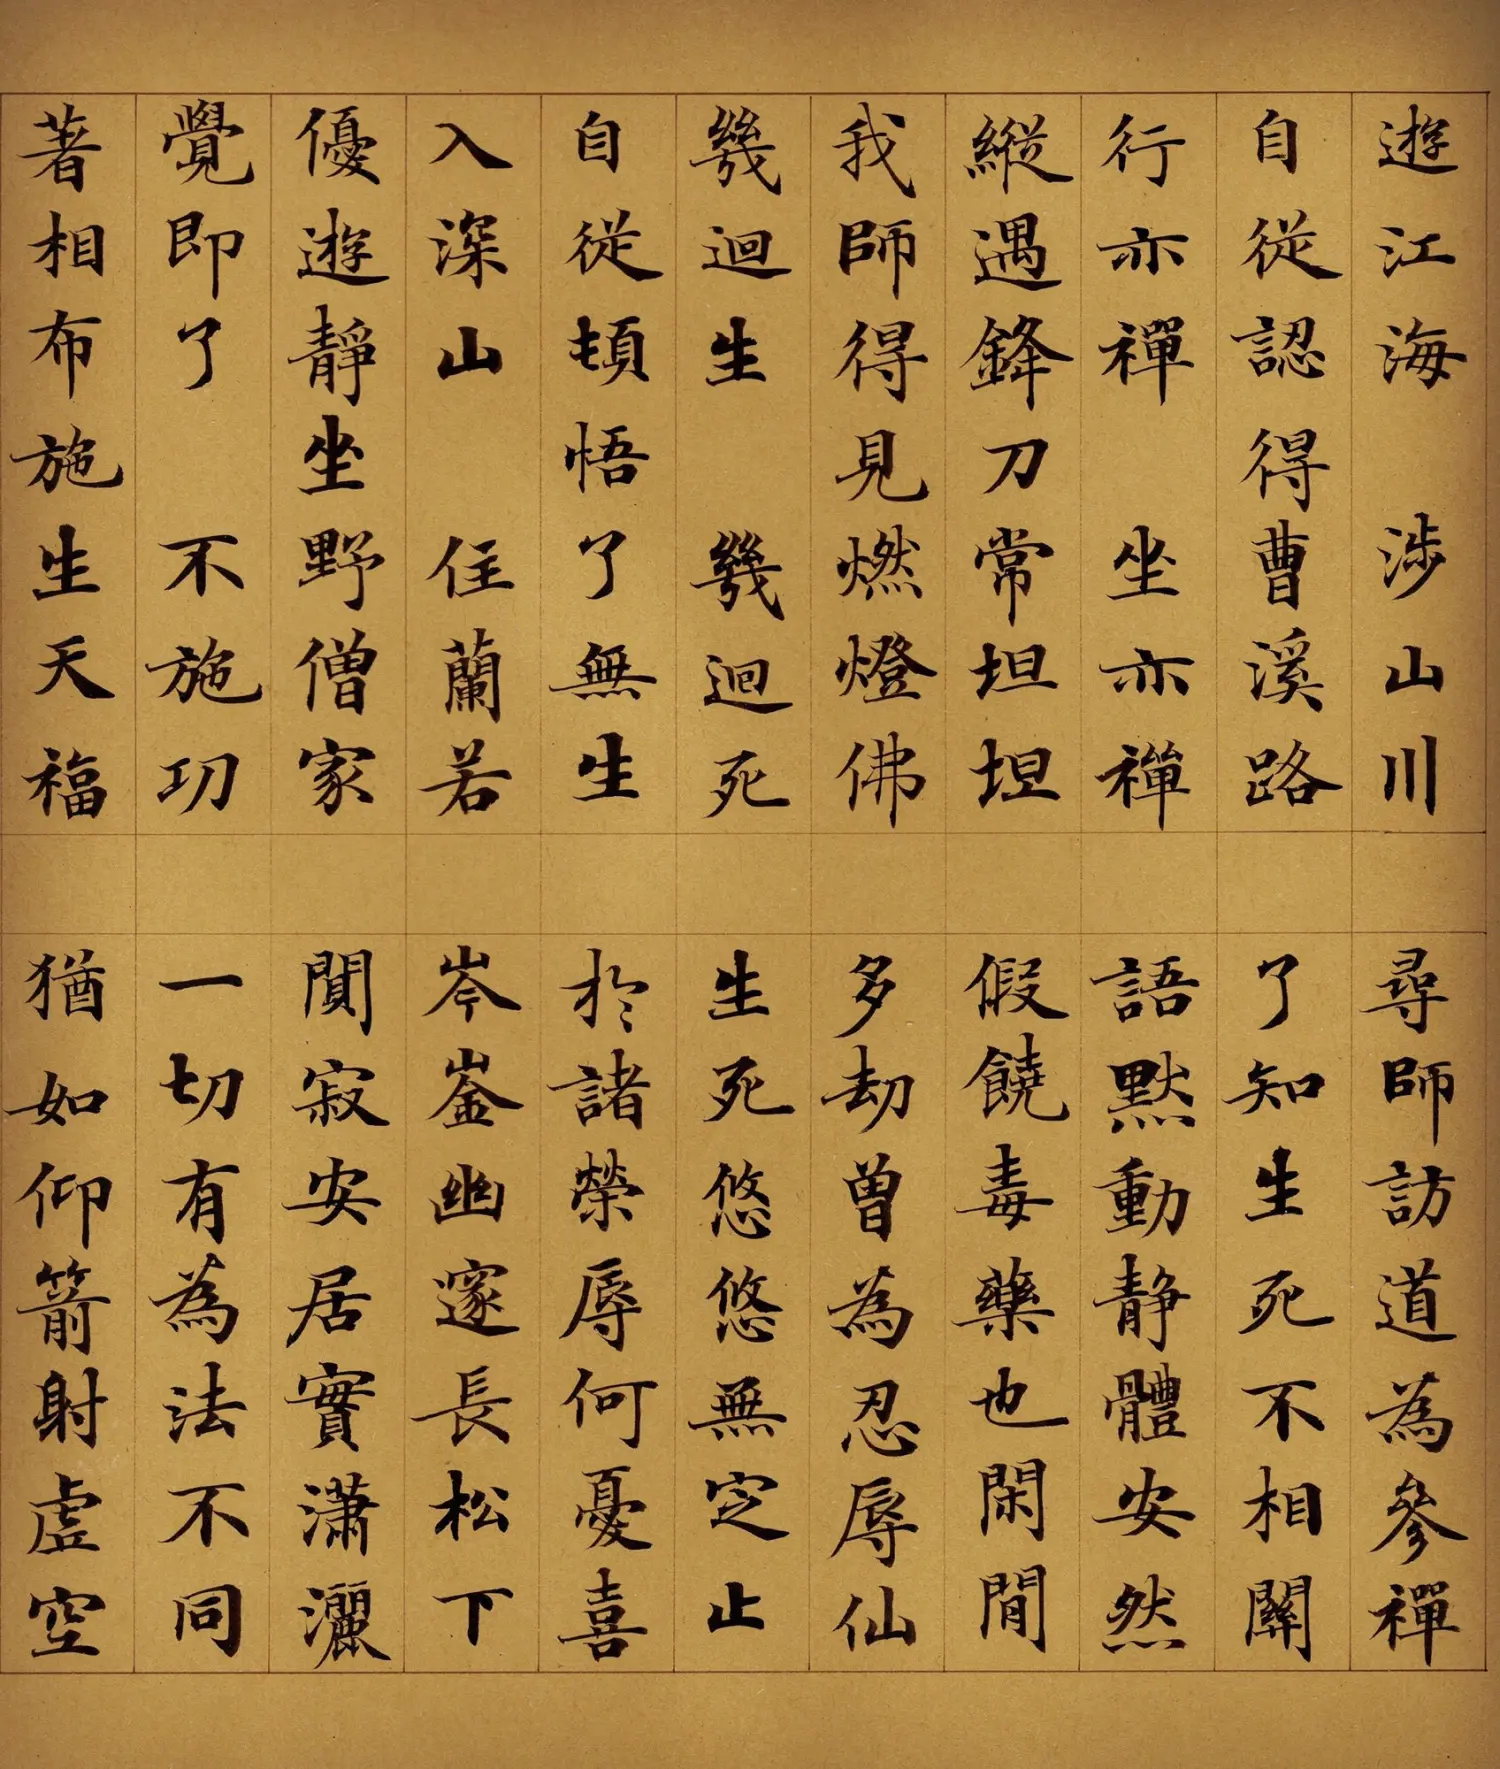 遊江海　涉山川　尋師訪道為參禪
自從認得曹溪路　了知生死不相關
行亦禪　坐亦禪　語默動靜體安然
縱遇鋒刀常坦坦　假饒毒藥也閑閒
我師得見燃燈佛　多劫曾為忍辱仙
幾迴生　幾迴死　生死悠悠無定止
自從頓悟了無生　於諸榮辱何憂喜
入深山　住蘭若　岑崟幽邃長松下
優遊靜坐野僧家　闃寂安居實瀟灑
覺即了　不施功　一切有為法不同
著相布施生天福　猶如仰箭射虛空